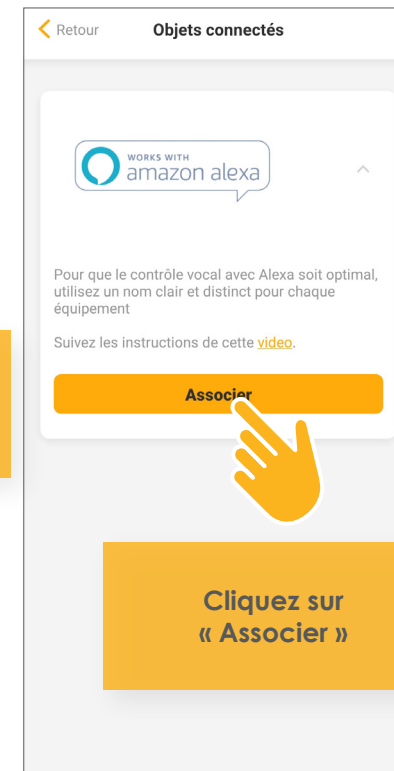 Retour Objets connectés
WORKS WITH
amazon alexa
Pour que le contrôle vocal avec Alexa soit optimal,
utilisez un nom clair et distinct pour chaque
équipement
Suivez les instructions de cette video.
Associer
Cliquez sur
« Associer »